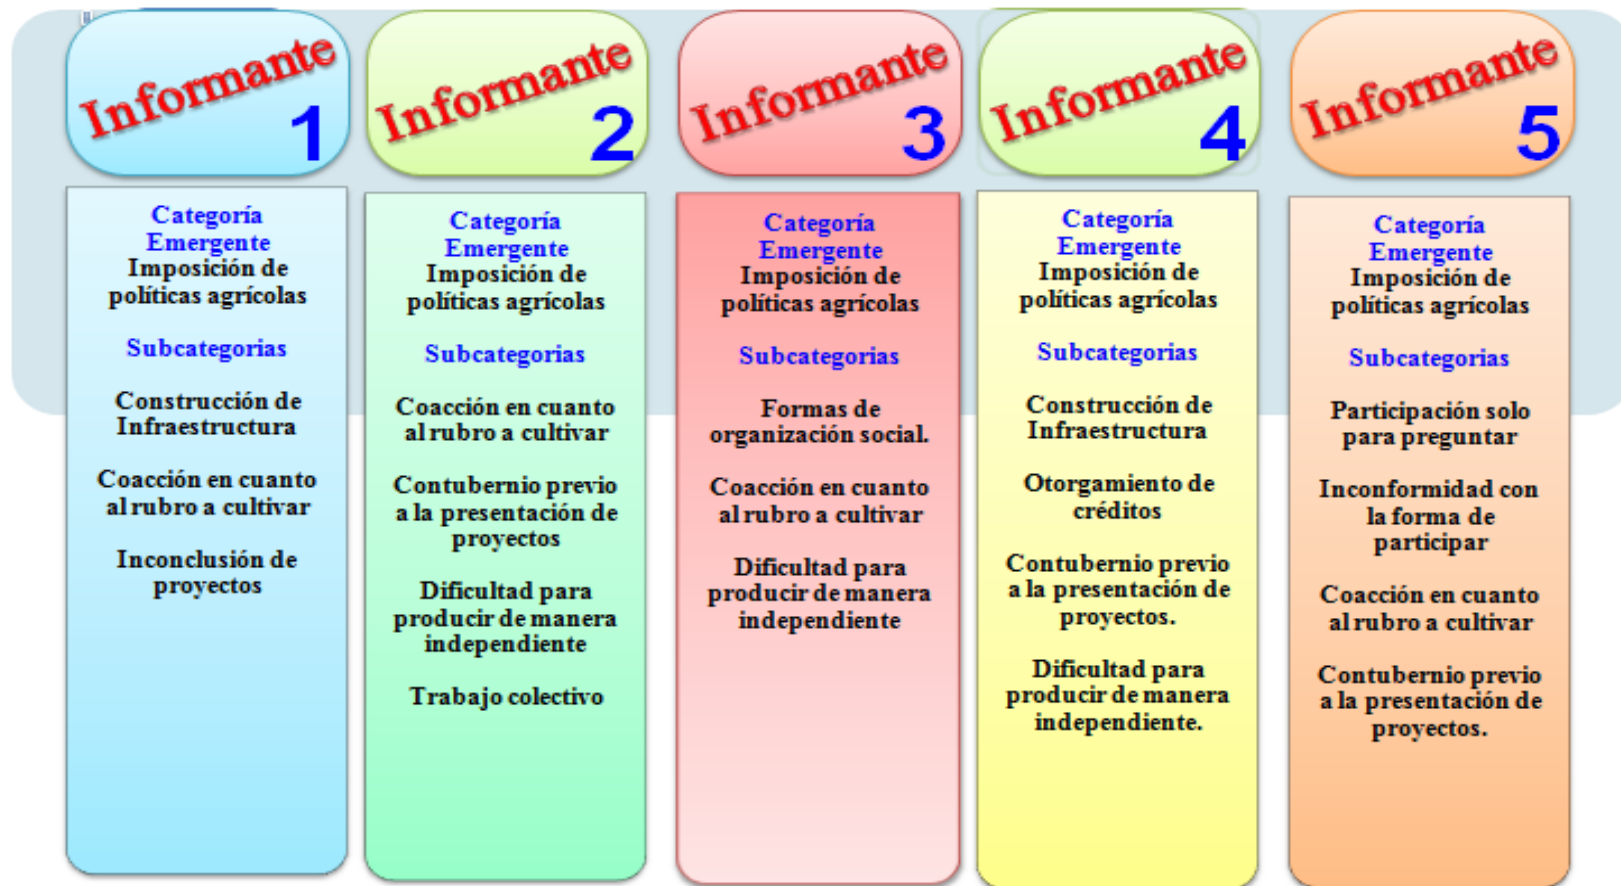 Informante
1
Categoría
Emergente
Imposición de
políticas agrícolas
Subcategorias
Construcción de
Infraestructura
Coacción en cuanto
al rubro a cultivar
Inconclusión de
proyectos
Informante
2
Categoría
Emergente
Imposición de
políticas agrícolas
Subcategorias
Coacción en cuanto
al rubro a cultivar
Contubernio previo
a la presentación de
proyectos
Dificultad para
producir de manera
independiente
Trabajo colectivo
Informante
3
Categoría
Emergente
Imposición de
políticas agrícolas
Subcategorias
Formas de
organización social.
Coacción en cuanto
al rubro a cultivar
Dificultad para
producir de manera
independiente
Informante
4
Categoría
Emergente
Imposición de
políticas agrícolas
Subcategorias
Construcción de
Infraestructura
Otorgamiento de
créditos
Contubernio previo
a la presentación de
proyectos.
Dificultad para
producir de manera
independiente.
Informante
5
Categoría
Emergente
Imposición de
políticas agrícolas
Subcategorias
Participación solo
para preguntar
Inconformidad con
la forma de
participar
Coacción en cuanto
al rubro a cultivar
Contubernio previo
a la presentación de
proyectos.